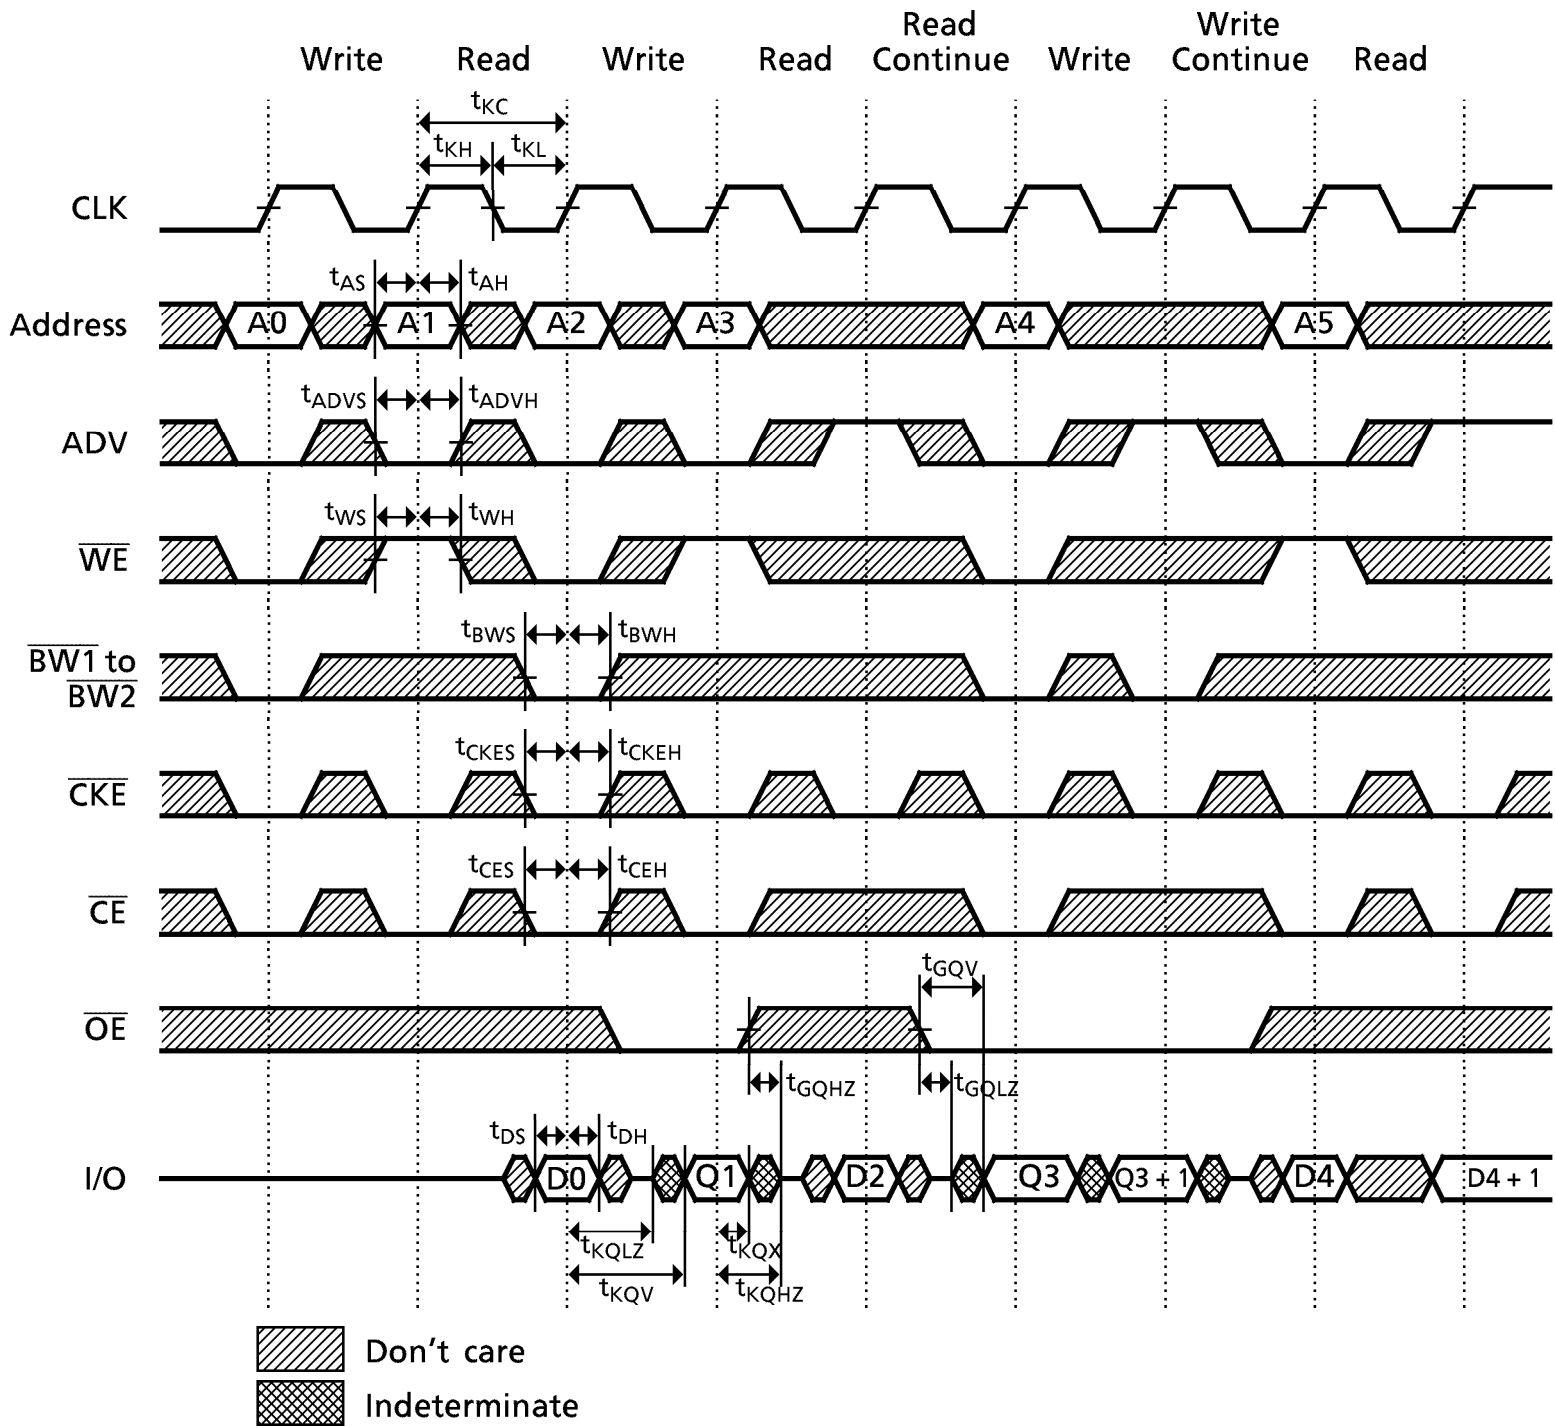 Write Read Write Read Read Continue Write Write Continue Read
tKC
tKH tKL
CLK
tAS tAH
Address A0 A1 A2 A3 A4 A5
tADVS tADVH
ADV
tWS tWH
WE
tBWS tBWH
BW1 to
BW2
tCKES tCKEH
CKE
tCES tCEH
CE
tGQV
OE
tGQHZ tGQLZ
tDS tDH
I/O D0 Q1 D2 Q3 Q3 + 1 D4 D4 + 1
tKQLZ tKQX
tKQV tKQHZ
Don't care
Indeterminate